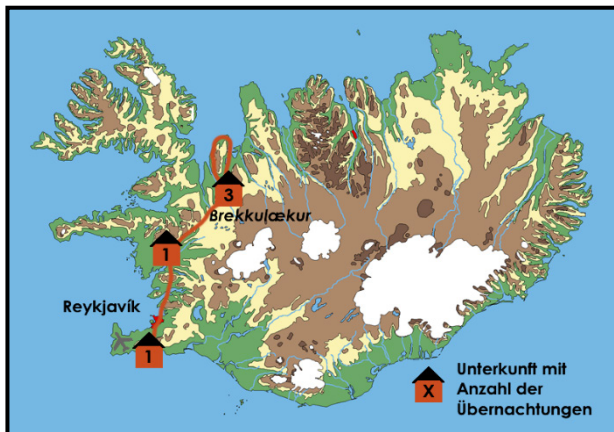 3
Brekkulækur
1
Reykjavík
1
X
Unterkunft mit
Anzahl der
Übernachtungen